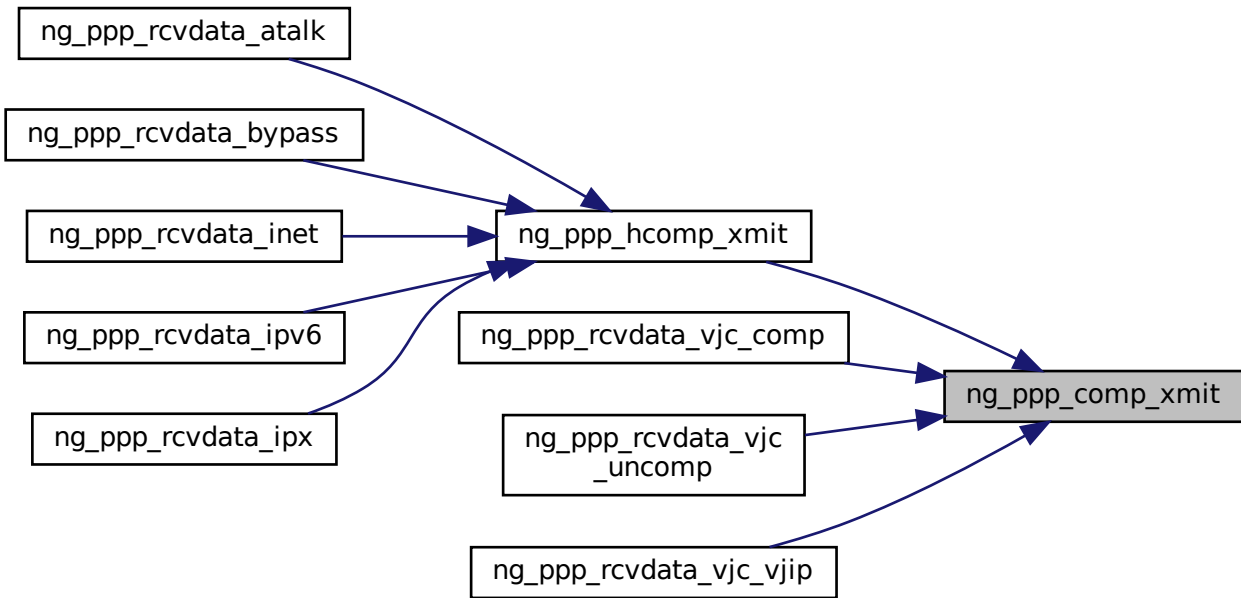 ng_ppp_rcvdata_atalk
ng_ppp_rcvdata_bypass
ng_ppp_rcvdata_inet
ng_ppp_hcomp_xmit
ng_ppp_rcvdata_ipv6
ng_ppp_rcvdata_vjc_comp
ng_ppp_comp_xmit
ng_ppp_rcvdata_ipx
ng_ppp_rcvdata_vjc
_uncomp
ng_ppp_rcvdata_vjc_vjip